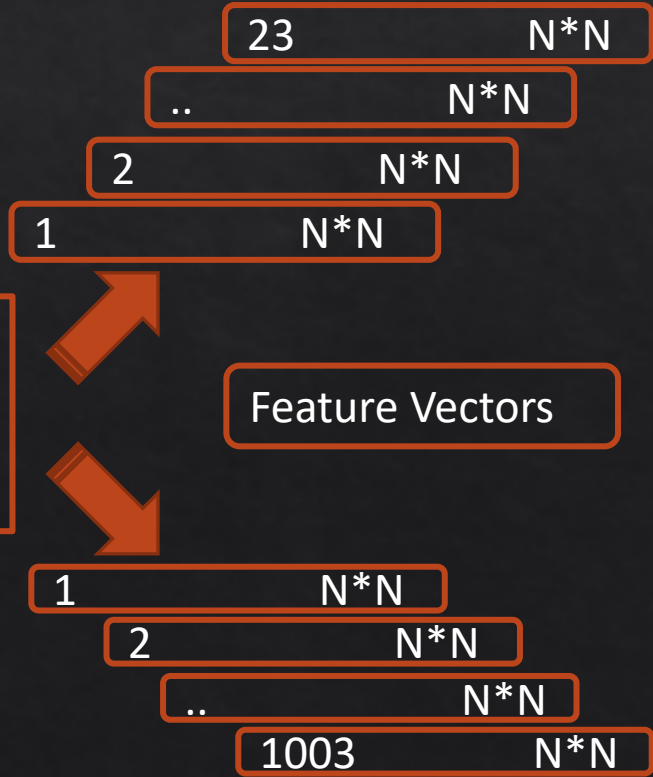 23 N*N
.. N*N
2 N*N
1 N*N
Feature Vectors
1 N*N
2 N*N
.. N*N
1003 N*N